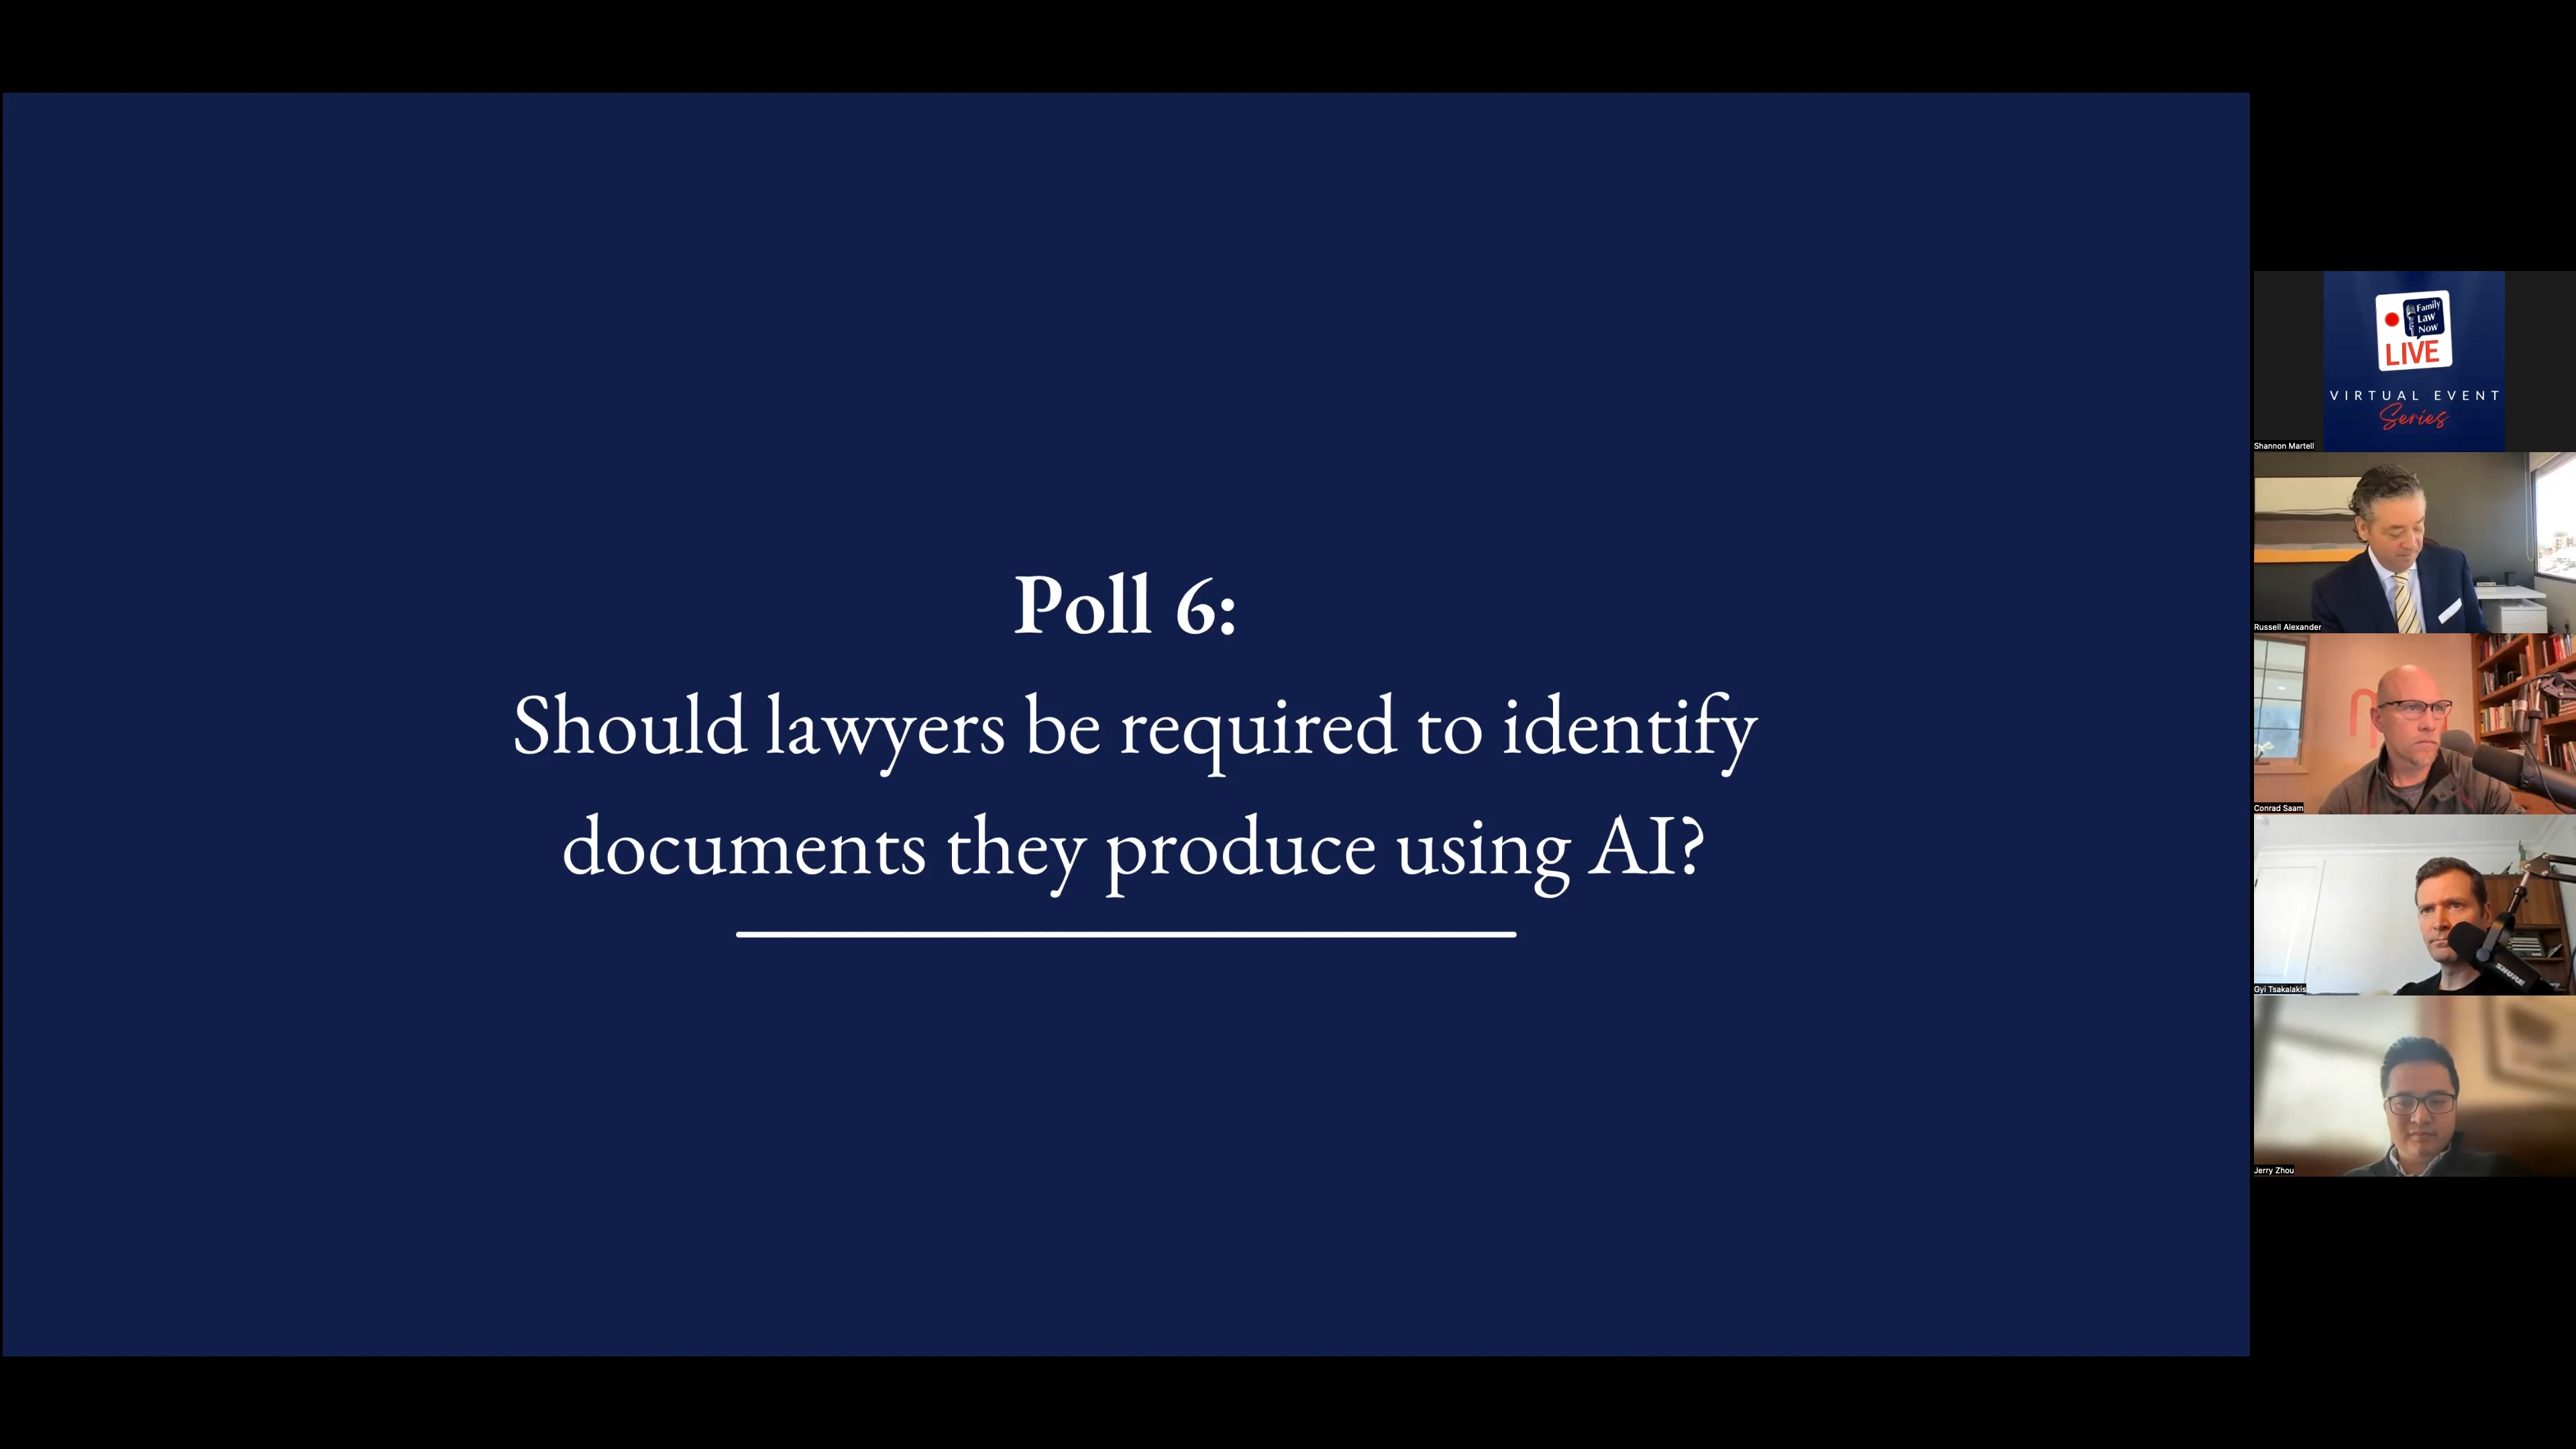 Poll 6:
Should lawyers be required to identify
documents they produce using AI?
Family
Law
Now
LIVE
VIRTUAL EVENT
Series
Shannon Martell
Russell Alexander
Conrad Saam
SHURE
Gyi Tsakalakis
Jerry Zhou